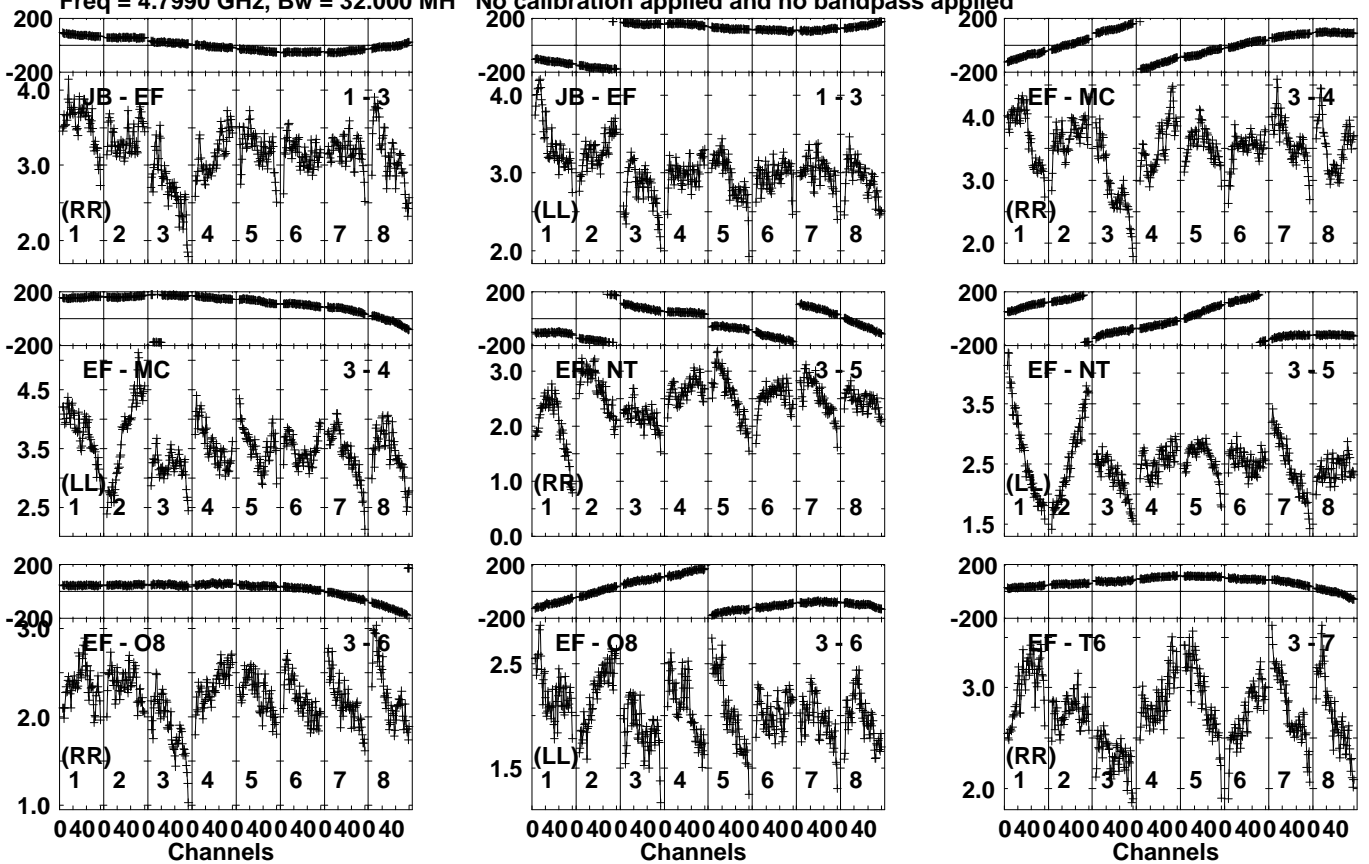 Freq = 4.7990 GHz, Bw = 32.000 MH No calibration applied and no bandpass applied
200
-200
4.0
3.0
2.0
JB - EF 1 - 3
(RR)
1 2 3 4 5 6 7 8
200
-200
4.0
3.0
2.0
JB - EF 1 - 3
(LL)
1 2 3 4 5 6 7 8
200
-200
4.0
3.0
2.0
EF - MC 3 - 4
(RR)
1 2 3 4 5 6 7 8
200
-200
4.5
3.5
2.5
EF - MC 3 - 4
(LL)
1 2 3 4 5 6 7 8
200
-200
3.0
2.0
1.0
0.0
EF - NT 3 - 5
(RR)
1 2 3 4 5 6 7 8
200
-200
3.5
2.5
1.5
EF - NT 3 - 5
(LL)
1 2 3 4 5 6 7 8
200
-200
3.0
2.0
1.0
EF - O8 3 - 6
(RR)
1 2 3 4 5 6 7 8
0 40 0 40 0 40 0 40 0 40 0 40 0 40 0 40
Channels
200
-200
2.5
1.5
EF - O8 3 - 6
(LL)
1 2 3 4 5 6 7 8
0 40 0 40 0 40 0 40 0 40 0 40 0 40 0 40
Channels
200
-200
3.0
2.0
EF - T6 3 - 7
(RR)
1 2 3 4 5 6 7 8
0 40 0 40 0 40 0 40 0 40 0 40 0 40 0 40
Channels